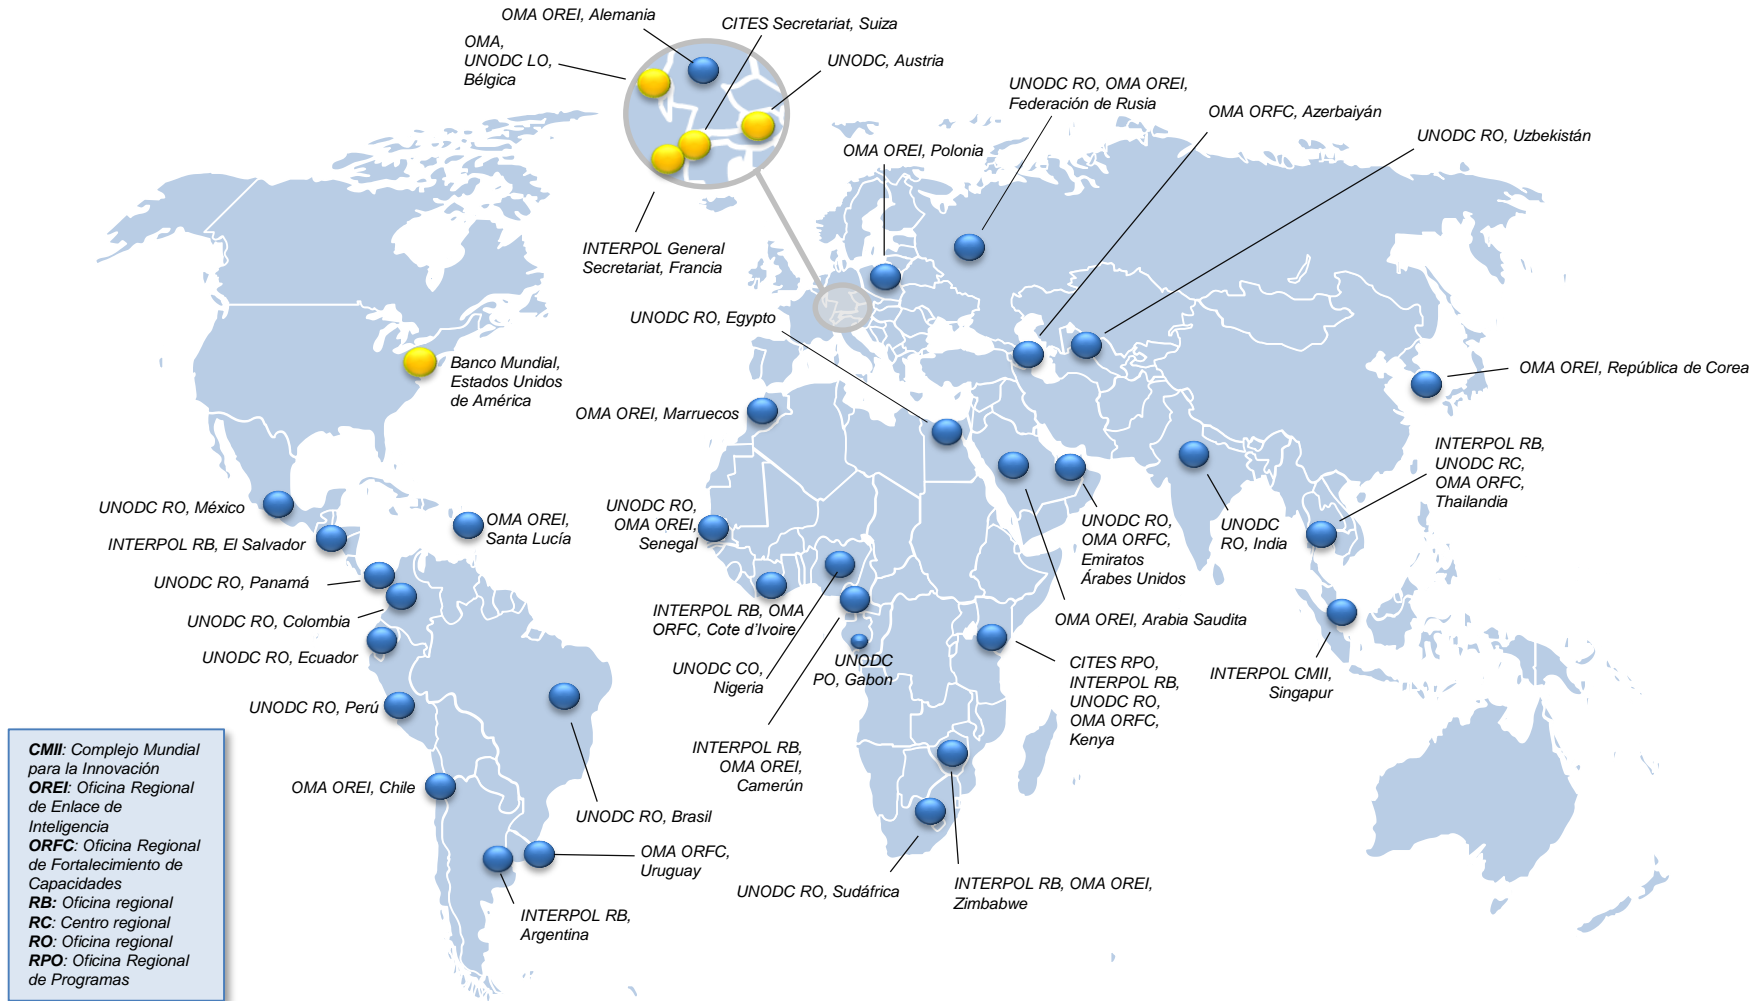 OMA OREI, Alemania
CITES Secretariat, Suiza
OMA,
UNODC LO,
Bélgica
UNODC, Austria
UNODC RO, OMA OREI,
Federación de Rusia
OMA ORFC, Azerbaiyán
UNODC RO, Uzbekistán
OMA OREI, Polonia
INTERPOL General
Secretariat, Francia
UNODC RO, Egypto
Banco Mundial,
Estados Unidos
de América
OMA OREI, República de Corea
OMA OREI, Marruecos
INTERPOL RB,
UNODC RC,
OMA ORFC,
Thailandia
UNODC RO, México
OMA OREI,
Santa Lucía
UNODC RO,
OMA OREI,
Senegal
UNODC RO,
OMA ORFC,
Emiratos
Árabes Unidos
UNODC
RO, India
INTERPOL RB, El Salvador
UNODC RO, Panamá
UNODC RO, Colombia
INTERPOL RB, OMA
ORFC, Cote d’Ivoire
OMA OREI, Arabia Saudita
UNODC RO, Ecuador
UNODC CO,
Nigeria
UNODC
PO, Gabon
CITES RPO,
INTERPOL RB,
UNODC RO,
OMA ORFC,
Kenya
INTERPOL CMII,
Singapur
UNODC RO, Perú
INTERPOL RB,
OMA OREI,
Camerún
OMA OREI, Chile
UNODC RO, Brasil
OMA ORFC,
Uruguay
UNODC RO, Sudáfrica
INTERPOL RB, OMA OREI,
Zimbabwe
INTERPOL RB,
Argentina
CMII: Complejo Mundial
para la Innovación
OREI: Oficina Regional
de Enlace de
Inteligencia
ORFC: Oficina Regional
de Fortalecimiento de
Capacidades
RB: Oficina regional
RC: Centro regional
RO: Oficina regional
RPO: Oficina Regional
de Programas